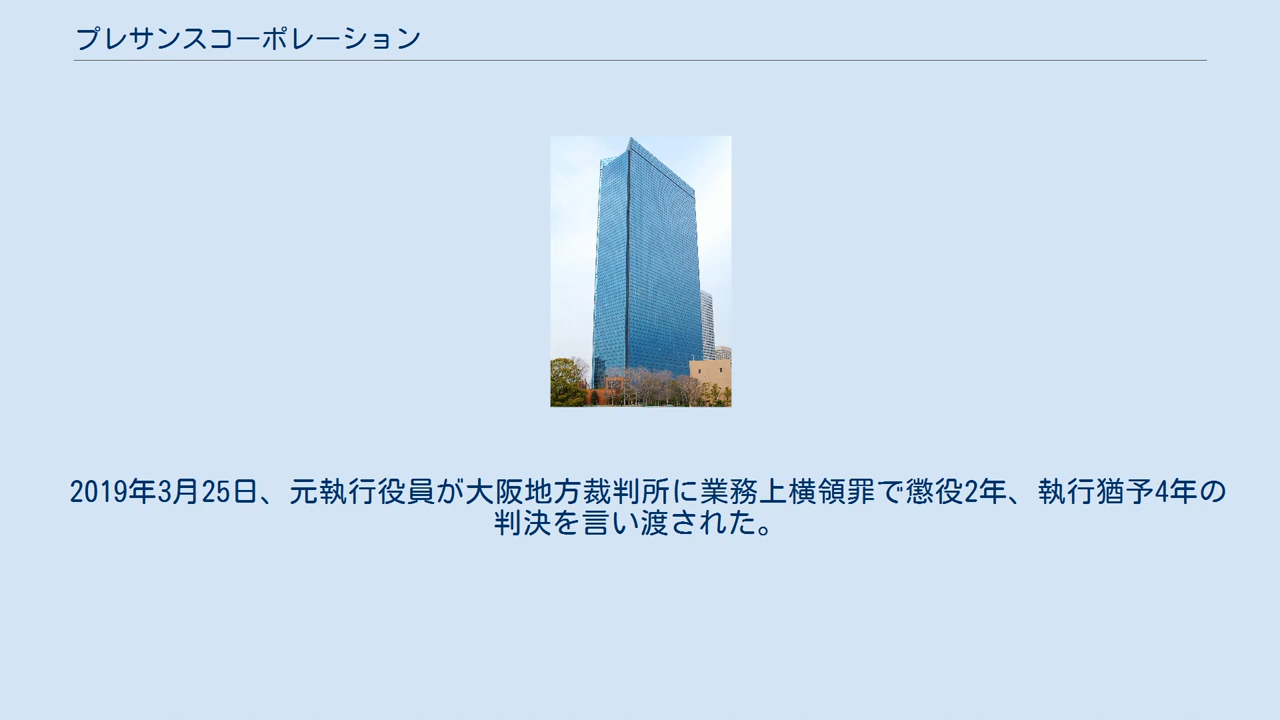 プレサンスコーポレーション
2019年3月25日、元執行役員が大阪地方裁判所に業務上横領罪で懲役2年、執行猶予4年の
判決を言い渡された。